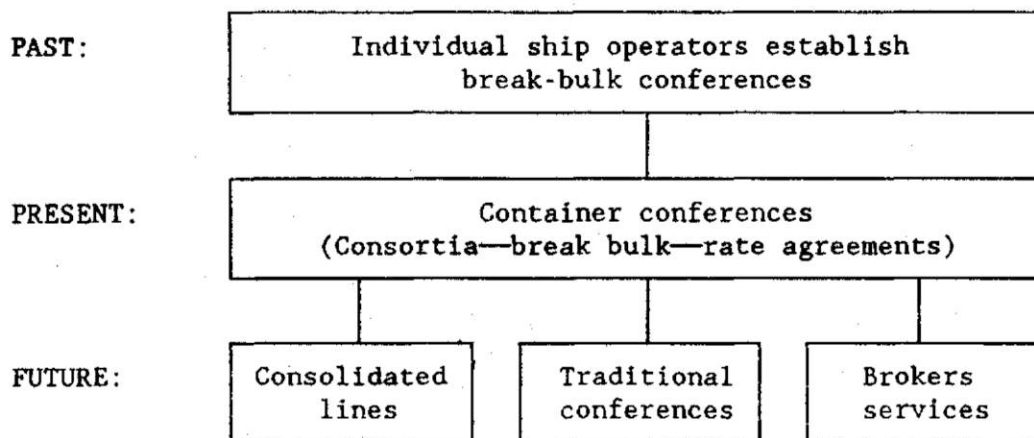 PAST:
Individual ship operators establish
break-bulk conferences
PRESENT:
Container conferences
(Consortia—break bulk—rate agreements)
FUTURE:
Consolidated
lines
Traditional
conferences
Brokers
services